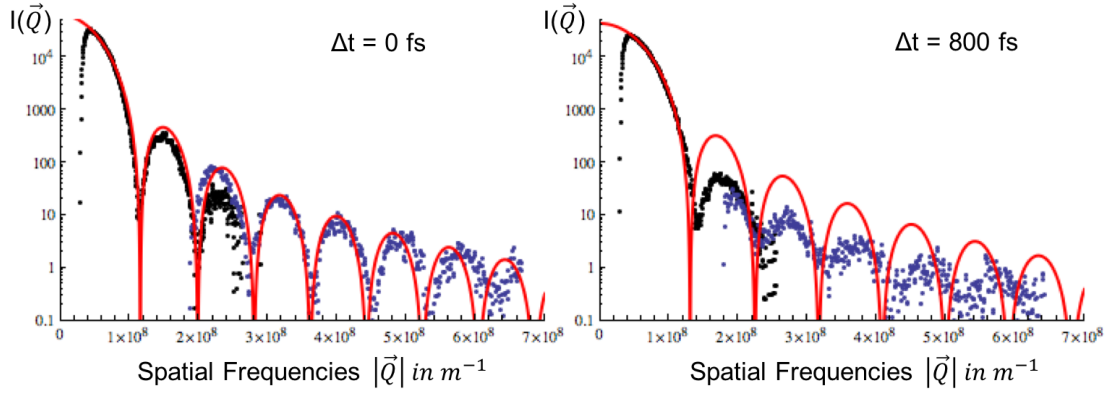 I(Q⃗)
Δt = 0 fs
10⁴
1000
100
10
1
0.1
0 1×10⁸ 2×10⁸ 3×10⁸ 4×10⁸ 5×10⁸ 6×10⁸ 7×10⁸
Spatial Frequencies |Q⃗| in m⁻¹
I(Q⃗)
Δt = 800 fs
10⁴
1000
100
10
1
0.1
0 1×10⁸ 2×10⁸ 3×10⁸ 4×10⁸ 5×10⁸ 6×10⁸ 7×10⁸
Spatial Frequencies |Q⃗| in m⁻¹